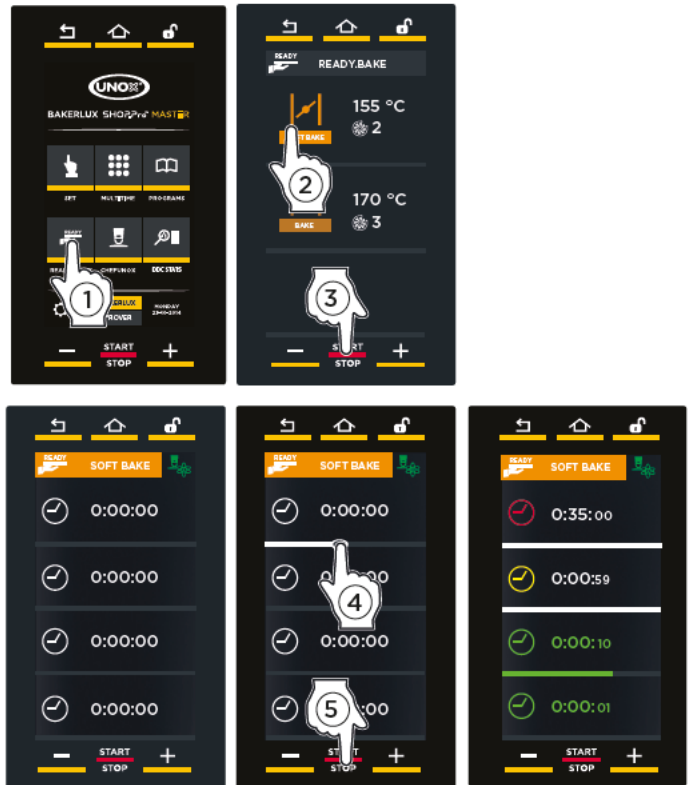 UNOX
BAKERLUX SHOP.Pro™ MASTER
SET
MULTITIME
PROGRAMS
READY
CHEFUNOX
DDC STATS
1
MONDAY
START
STOP
READY
READY.BAKE
155 °C
2
2
170 °C
BAKE
3
3
STOP
READY
SOFT BAKE
0:00:00
0:00:00
0:00:00
0:00:00
START
STOP
READY
SOFT BAKE
0:00:00
4
0:00:00
5
STOP
READY
SOFT BAKE
0:35:00
0:00:59
0:00:10
0:00:01
START
STOP